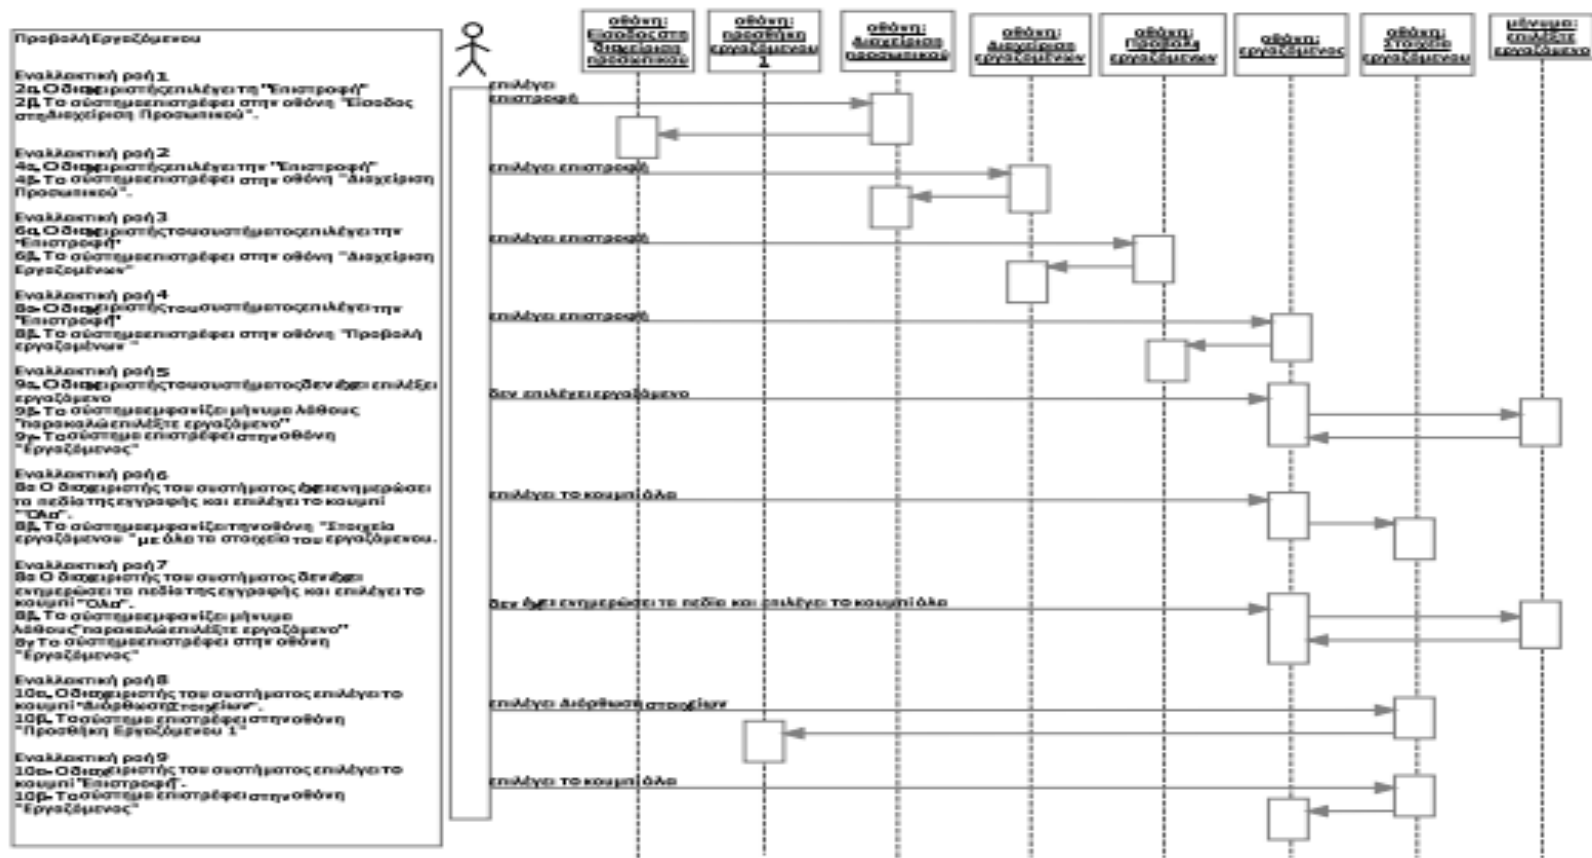 Προβολή Εργαζόμενου
Εναλλακτική ροή 1
2α. Ο διαχειριστής επιλέγει τη "Επιστροφή"
2β. Το σύστημα επιστρέφει στην οθόνη "Είσοδος
στη Διαχείριση Προσωπικού".
Εναλλακτική ροή 2
4α. Ο διαχειριστής επιλέγει την "Επιστροφή"
4β. Το σύστημα επιστρέφει στην οθόνη "Διαχείριση
Προσωπικού".
Εναλλακτική ροή 3
6α. Ο διαχειριστής του συστήματος επιλέγει την
"Επιστροφή"
6β. Το σύστημα επιστρέφει στην οθόνη "Διαχείριση
Εργαζομένων"
Εναλλακτική ροή 4
8α. Ο διαχειριστής του συστήματος επιλέγει την
"Επιστροφή"
8β. Το σύστημα επιστρέφει στην οθόνη "Προβολή
εργαζομένων "
Εναλλακτική ροή 5
9α. Ο διαχειριστής του συστήματος δεν έχει επιλέξει
εργαζόμενο
9β. Το σύστημα εμφανίζει μήνυμα λάθους
"παρακαλώ επιλέξτε εργαζόμενο"
9γ. Το σύστημα επιστρέφει στην οθόνη
"Εργαζόμενος"
Εναλλακτική ροή 6
8α Ο διαχειριστής του συστήματος έχει ενημερώσει
τα πεδία της εγγραφής και επιλέγει το κουμπί
"Όλα".
8β. Το σύστημα εμφανίζει την οθόνη "Στοιχεία
εργαζόμενου "με όλα τα στοιχεία του εργαζόμενου.
Εναλλακτική ροή 7
8α Ο διαχειριστής του συστήματος δεν έχει
ενημερώσει τα πεδία της εγγραφής και επιλέγει το
κουμπί "Όλα".
8β. Το σύστημα εμφανίζει μήνυμα
λάθους"παρακαλώ επιλέξτε εργαζόμενο"
8γ Το σύστημα επιστρέφει στην οθόνη
"Εργαζόμενος"
Εναλλακτική ροή 8
10α. Ο διαχειριστής του συστήματος επιλέγει το
κουμπί "Διόρθωση Στοιχείων".
10β. Το σύστημα επιστρέφει στην οθόνη
"Προσθήκη Εργαζόμενου 1"
Εναλλακτική ροή 9
10α. Ο διαχειριστής του συστήματος επιλέγει το
κουμπί "Επιστροφή".
10β. Το σύστημα επιστρέφει στην οθόνη
"Εργαζόμενος"
οθόνη:
Είσοδος στη
διαχείριση
προσωπικού
οθόνη:
προσθήκη
εργαζόμενου
1
οθόνη:
Διαχείριση
προσωπικού
οθόνη:
Διαχείριση
εργαζομένων
οθόνη:
Προβολή
εργαζομένων
οθόνη:
εργαζόμενος
οθόνη:
Στοιχεία
εργαζόμενου
μήνυμα:
επιλέξτε
εργαζόμενο
επιλέγει
επιστροφή
επιλέγει επιστροφή
επιλέγει επιστροφή
επιλέγει επιστροφή
δεν επιλέγει εργαζόμενο
επιλέγει το κουμπί όλα
δεν έχει ενημερώσει τα πεδία και επιλέγει το κουμπί όλα
επιλέγει Διόρθωση στοιχείων
επιλέγει το κουμπί όλα